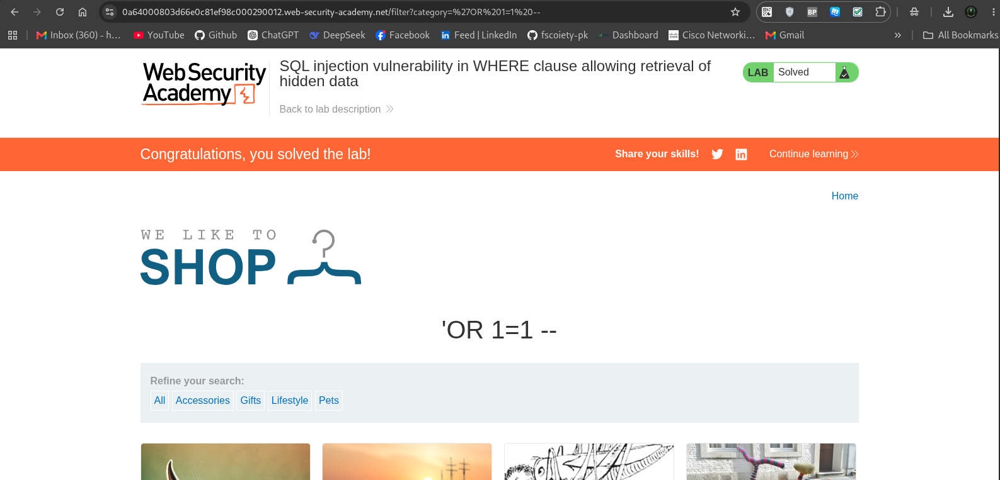 0a64000803d66e0c81ef98c000290012.web-security-academy.net/filter?category=%27OR%201=1%20--
BP
Inbox (360) - h...
YouTube
Github
ChatGPT
DeepSeek
Facebook
Feed | LinkedIn
fscoiety-pk
Dashboard
Cisco Networki...
Gmail
»
All Bookmarks
Web Security
Academy
SQL injection vulnerability in WHERE clause allowing retrieval of
hidden data
LAB Solved
Back to lab description
Congratulations, you solved the lab!
Share your skills!
Continue learning
Home
WE LIKE TO
SHOP
'OR 1=1 --
Refine your search:
All Accessories Gifts Lifestyle Pets